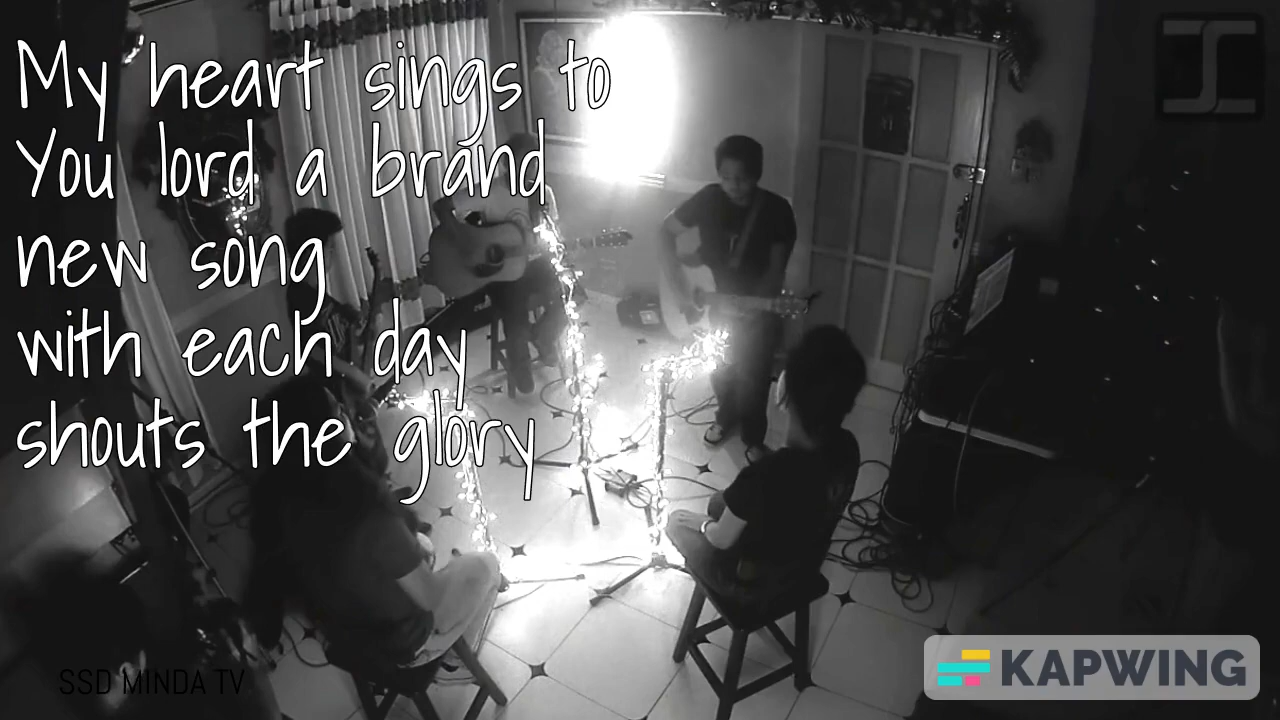 My heart sings to
You lord a brand
new song
with each day
shouts the glory
SSD MINDA TV
KAPWING